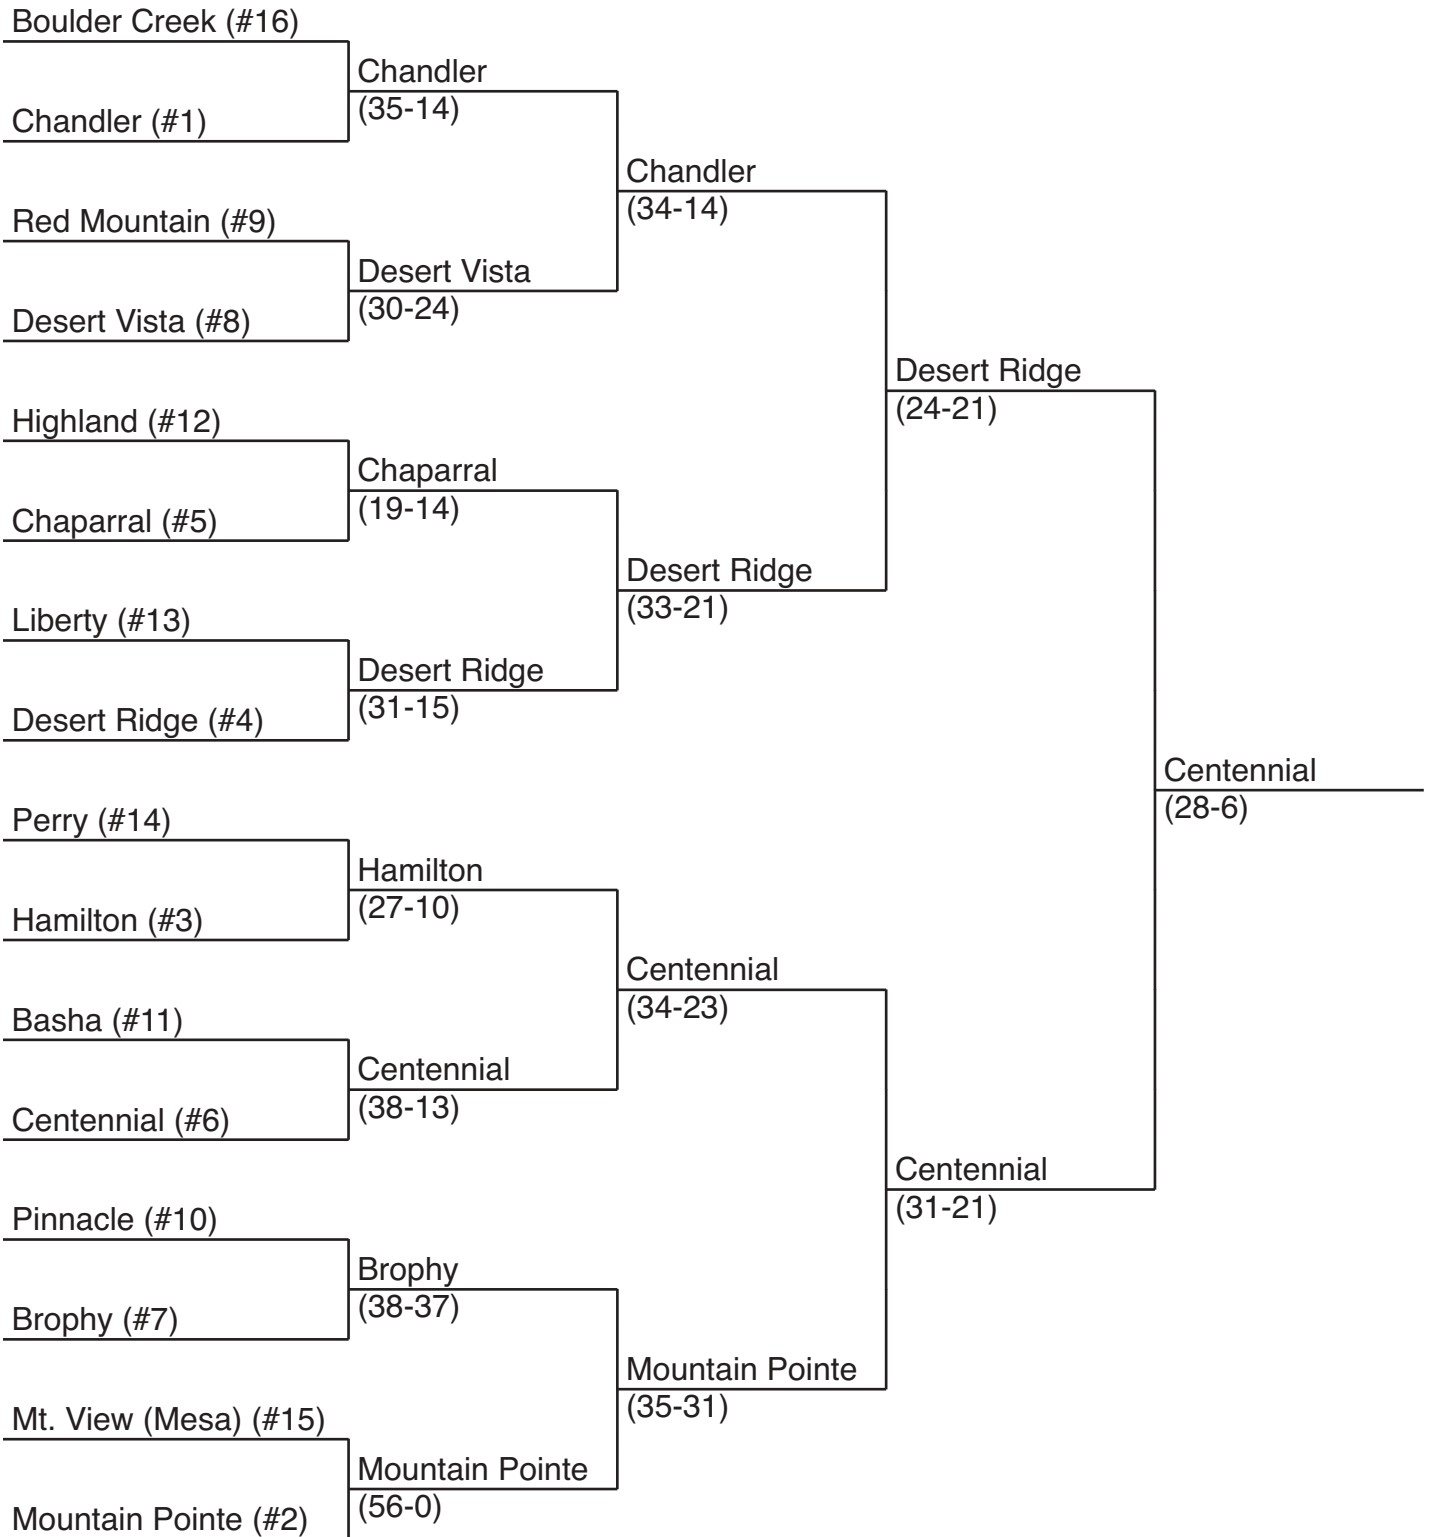 Boulder Creek (#16)
Chandler
(35-14)
Chandler (#1)
Chandler
(34-14)
Red Mountain (#9)
Desert Vista
(30-24)
Desert Vista (#8)
Desert Ridge
(24-21)
Highland (#12)
Chaparral
(19-14)
Chaparral (#5)
Desert Ridge
(33-21)
Liberty (#13)
Desert Ridge
(31-15)
Desert Ridge (#4)
Centennial
(28-6)
Perry (#14)
Hamilton
(27-10)
Hamilton (#3)
Centennial
(34-23)
Basha (#11)
Centennial
(38-13)
Centennial (#6)
Centennial
(31-21)
Pinnacle (#10)
Brophy
(38-37)
Brophy (#7)
Mountain Pointe
(35-31)
Mt. View (Mesa) (#15)
Mountain Pointe
(56-0)
Mountain Pointe (#2)